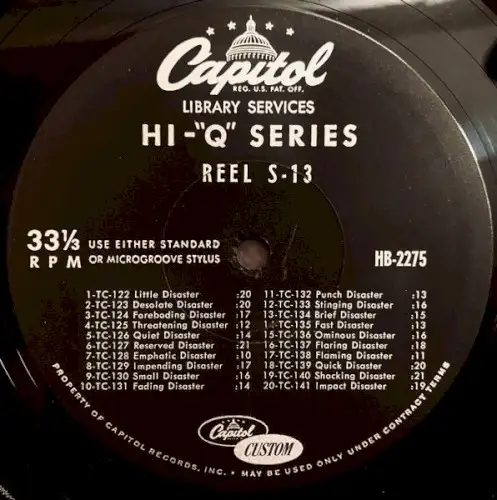 Capitol
REG. U.S. PAT. OFF.
LIBRARY SERVICES
HI-"Q" SERIES
REEL S-13
33⅓ RPM
USE EITHER STANDARD
OR MICROGROOVE STYLUS
HB-2275
1-TC-122 Little Disaster :20
2-TC-123 Desolate Disaster :20
3-TC-124 Foreboding Disaster :17
4-TC-125 Threatening Disaster :12
5-TC-126 Quiet Disaster :14
6-TC-127 Reserved Disaster :21
7-TC-128 Emphatic Disaster :10
8-TC-129 Impending Disaster :17
9-TC-130 Small Disaster :16
10-TC-131 Fading Disaster :14
11-TC-132 Punch Disaster :13
12-TC-133 Stinging Disaster :16
13-TC-134 Brief Disaster :15
14-TC-135 Fast Disaster :13
15-TC-136 Ominous Disaster :16
16-TC-137 Flaring Disaster :18
17-TC-138 Flaming Disaster :11
18-TC-139 Quick Disaster :20
19-TC-140 Shocking Disaster :21
20-TC-141 Impact Disaster :19
Capitol
CUSTOM
PROPERTY OF CAPITOL RECORDS, INC. • MAY BE USED ONLY UNDER CONTRACT TERMS